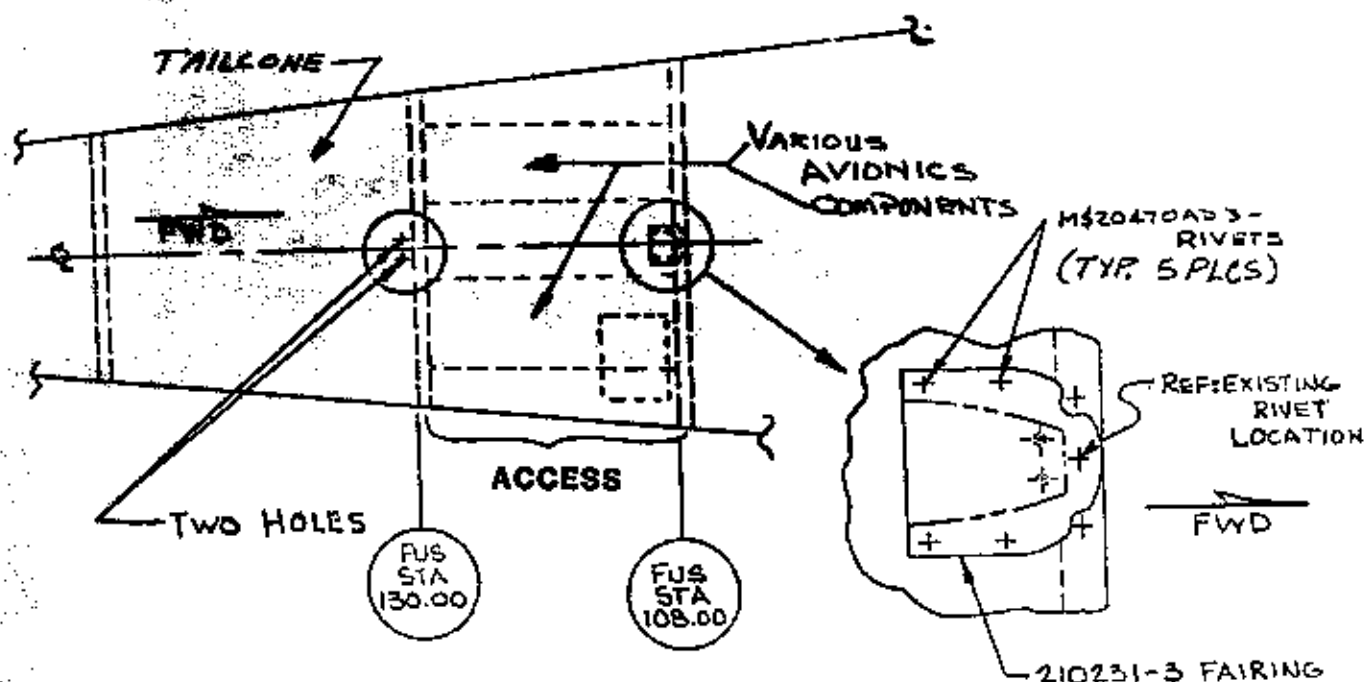 TAILCONE
VARIOUS
AVIONICS
COMPONENTS
MS20470AD3-
RIVETS
(TYP. 5 PLCS)
FWD
REF: EXISTING
RIVET
LOCATION
ACCESS
TWO HOLES
FWD
FUS
STA
130.00
FUS
STA
108.00
210231-3 FAIRING